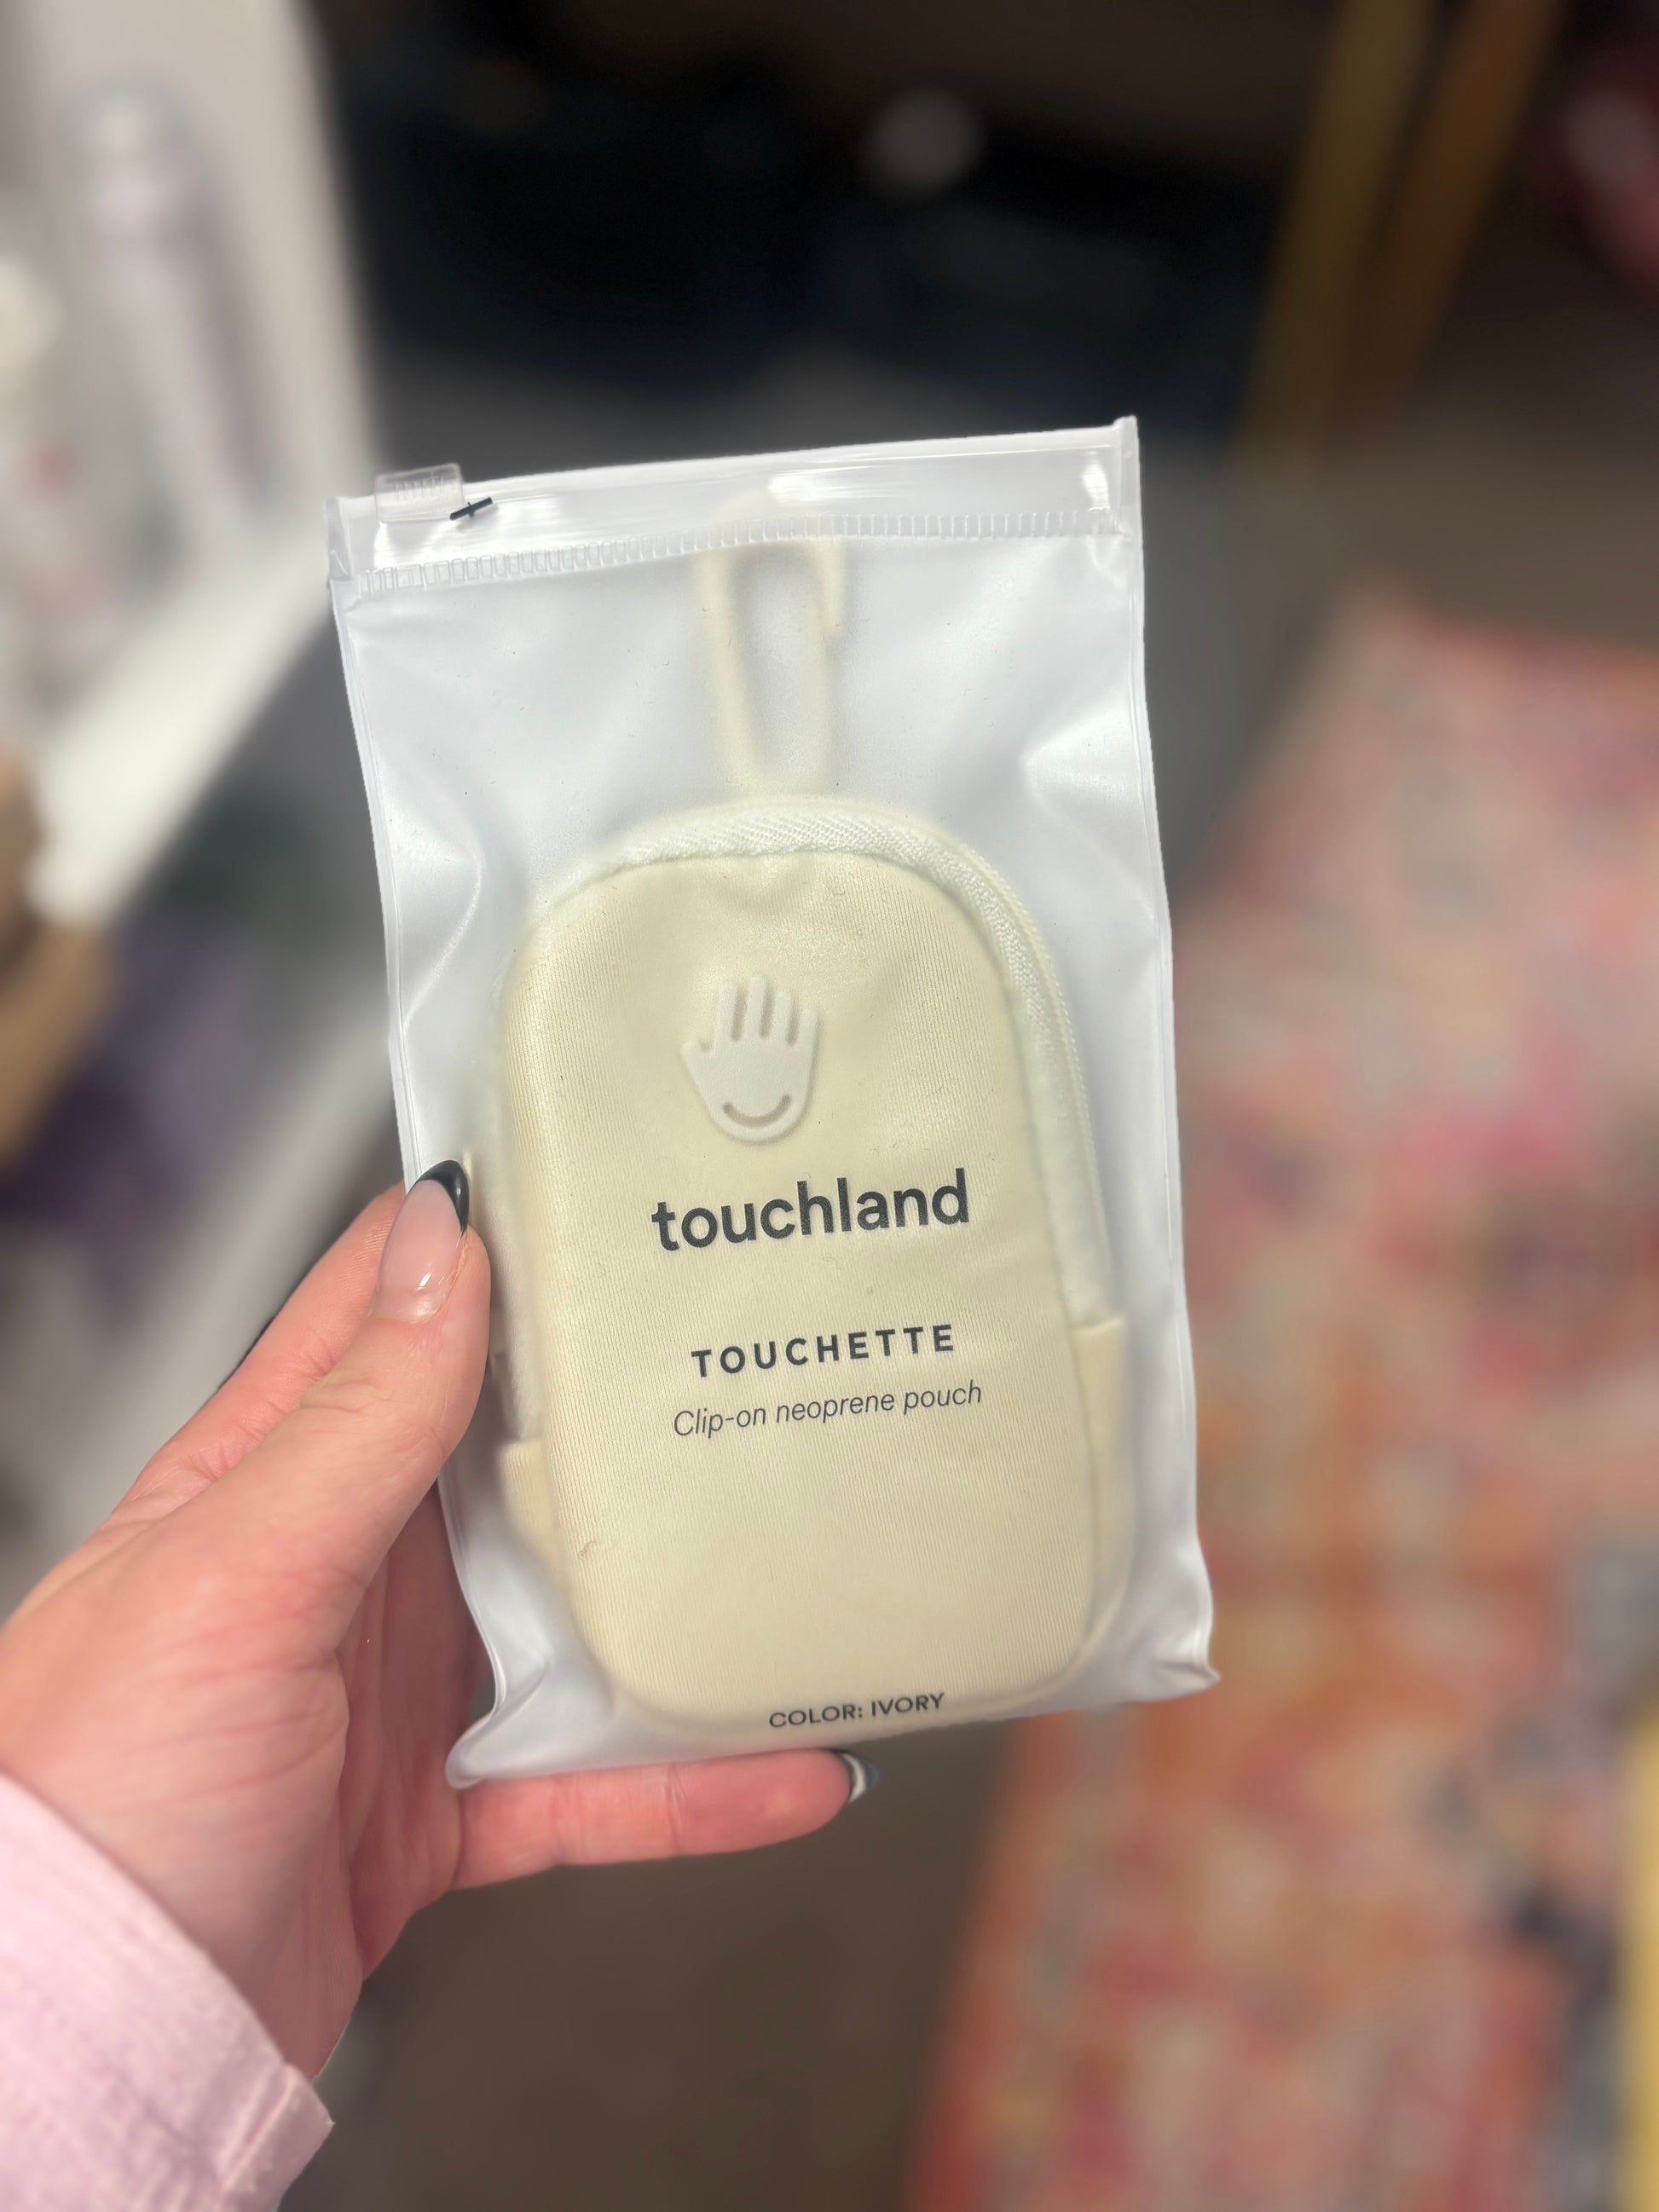 touchland
TOUCHETTE
Clip-on neoprene pouch
COLOR: IVORY